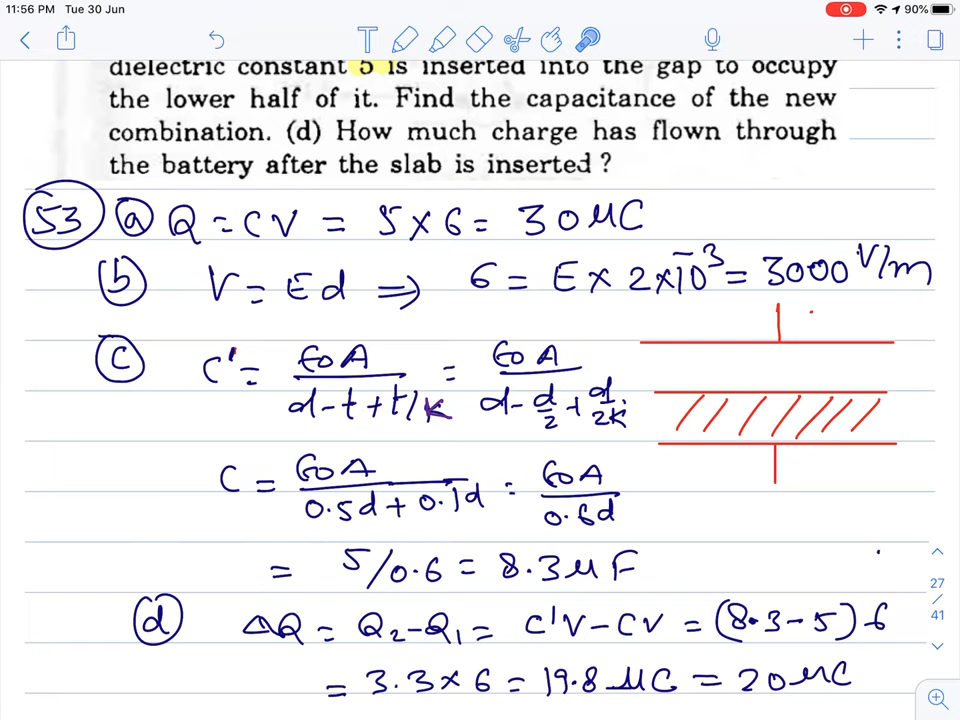 11:56 PM Tue 30 Jun 90%
T
dielectric constant 5 is inserted into the gap to occupy
the lower half of it. Find the capacitance of the new
combination. (d) How much charge has flown through
the battery after the slab is inserted ?
53 (a) Q = CV = 5 × 6 = 30 μC
(b) V = Ed ⇒ 6 = E × 2 × 10⁻³ = 3000 V/m
(c) C' = ε₀A / (d - t + t/k) = ε₀A / (d - d/2 + d/2k)
C = ε₀A / (0.5d + 0.1d) = ε₀A / 0.6d
= 5/0.6 = 8.3 μF
(d) ΔQ = Q₂ - Q₁ = C'V - CV = (8.3 - 5) 6
= 3.3 × 6 = 19.8 μC = 20 μC
27
/
41